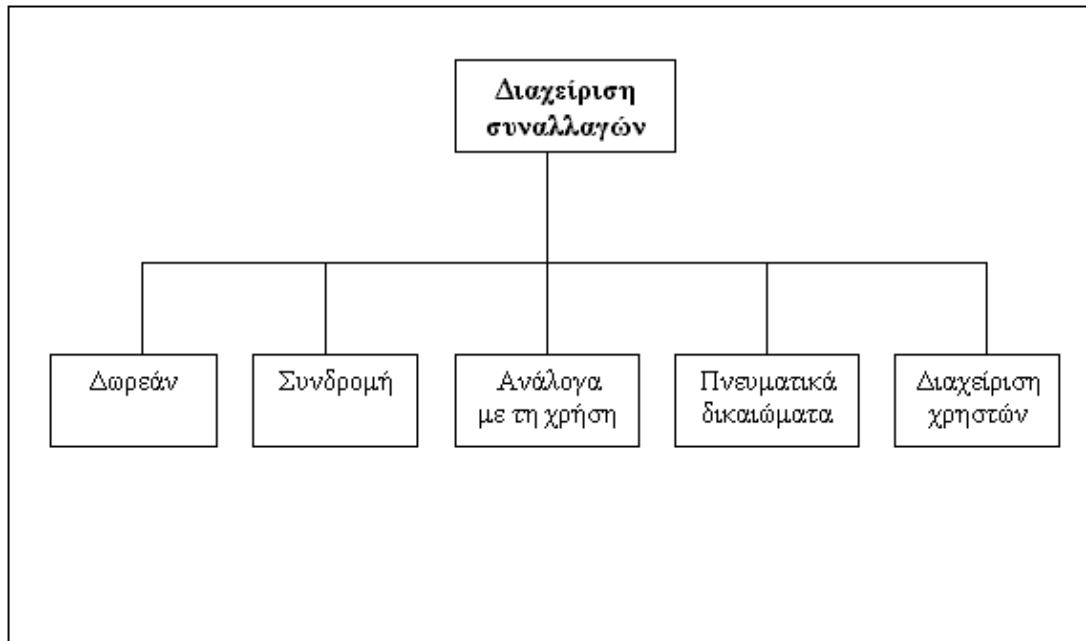 Διαχείριση
συναλλαγών
Δωρεάν
Συνδρομή
Ανάλογα
με τη χρήση
Πνευματικά
δικαιώματα
Διαχείριση
χρηστών